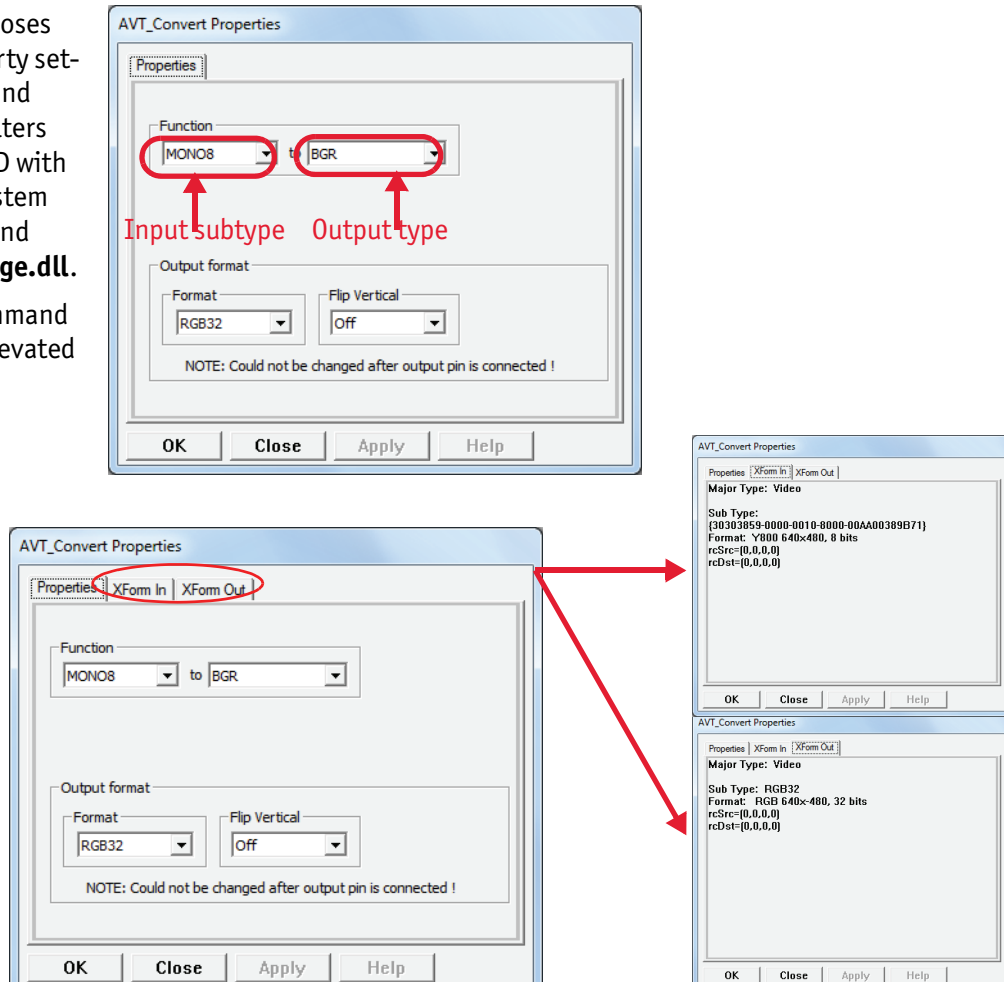 oses
rty set-
nd
lters
D with
stem
nd
ge.dll.
mmand
levated
AVT_Convert Properties
Properties
Function
MONO8 to BGR
Input subtype Output type
Output format
Format Flip Vertical
RGB32 Off
NOTE: Could not be changed after output pin is connected !
OK Close Apply Help
AVT_Convert Properties
Properties XForm In XForm Out
Function
MONO8 to BGR
Output format
Format Flip Vertical
RGB32 Off
NOTE: Could not be changed after output pin is connected !
OK Close Apply Help
AVT_Convert Properties
Properties XForm In XForm Out
Major Type: Video
Sub Type:
{30303859-0000-0010-8000-00AA00389B71}
Format: Y800 640x480, 8 bits
rcSrc=(0,0,0,0)
rcDst=(0,0,0,0)
OK Close Apply Help
AVT_Convert Properties
Properties XForm In XForm Out
Major Type: Video
Sub Type: RGB32
Format: RGB 640x-480, 32 bits
rcSrc=(0,0,0,0)
rcDst=(0,0,0,0)
OK Close Apply Help